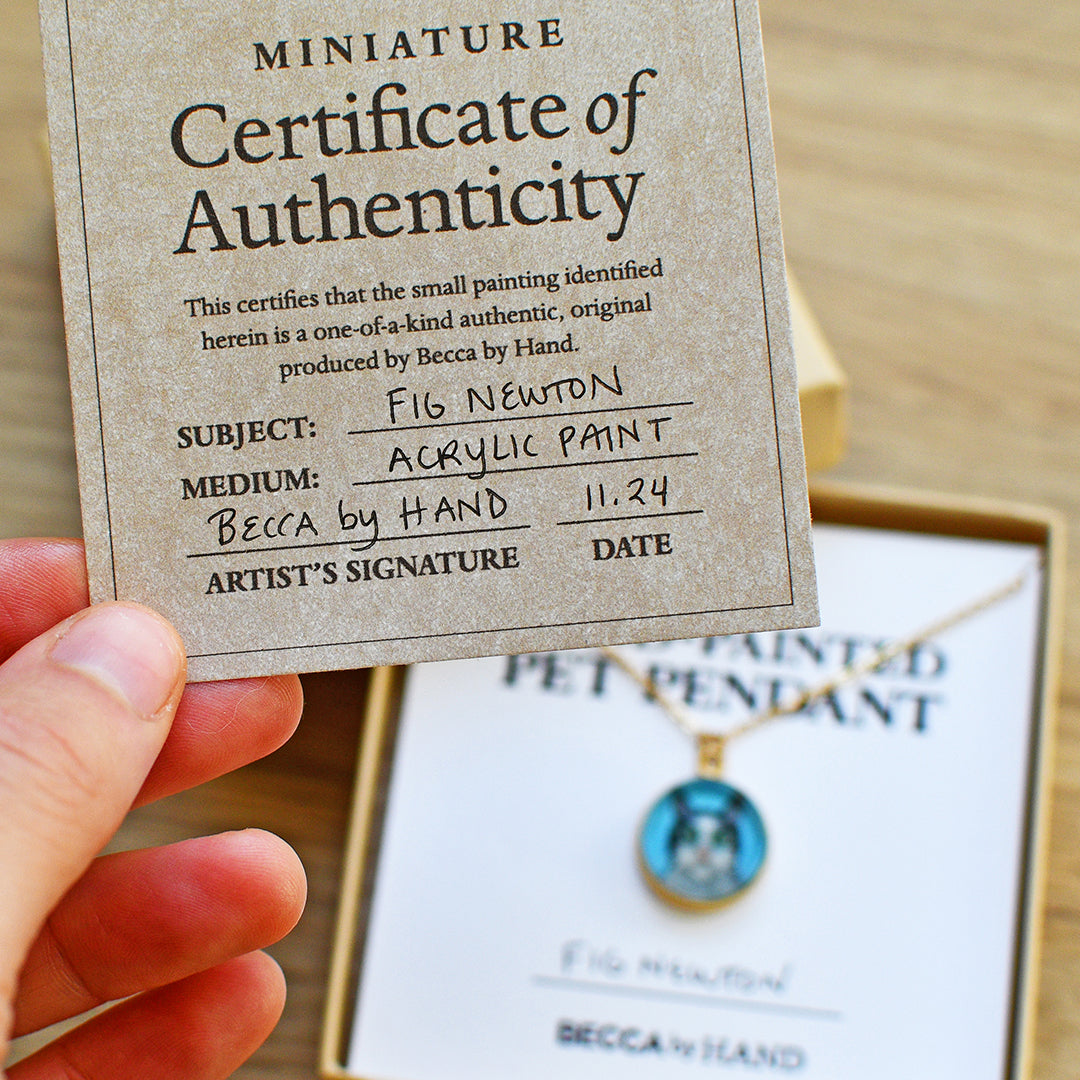 MINIATURE
Certificate of
Authenticity
This certifies that the small painting identified
herein is a one-of-a-kind authentic, original
produced by Becca by Hand.
SUBJECT: FIG NEWTON
MEDIUM: ACRYLIC PAINT
BECCA by HAND 11.24
ARTIST'S SIGNATURE DATE
PAINTED
PET PENDANT
FIG NEWTON
BECCA by HAND